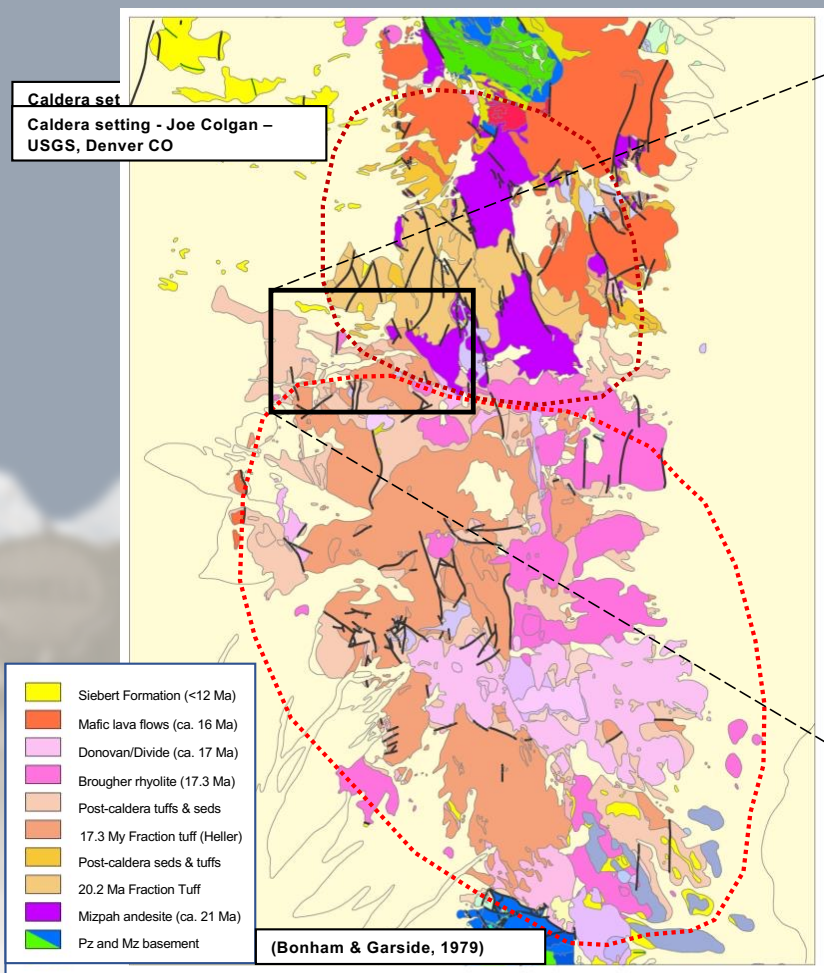 Caldera set
Caldera setting - Joe Colgan –
USGS, Denver CO
Siebert Formation (<12 Ma)
Mafic lava flows (ca. 16 Ma)
Donovan/Divide (ca. 17 Ma)
Brougher rhyolite (17.3 Ma)
Post-caldera tuffs & seds
17.3 My Fraction tuff (Heller)
Post-caldera seds & tuffs
20.2 Ma Fraction Tuff
Mizpah andesite (ca. 21 Ma)
Pz and Mz basement
(Bonham & Garside, 1979)